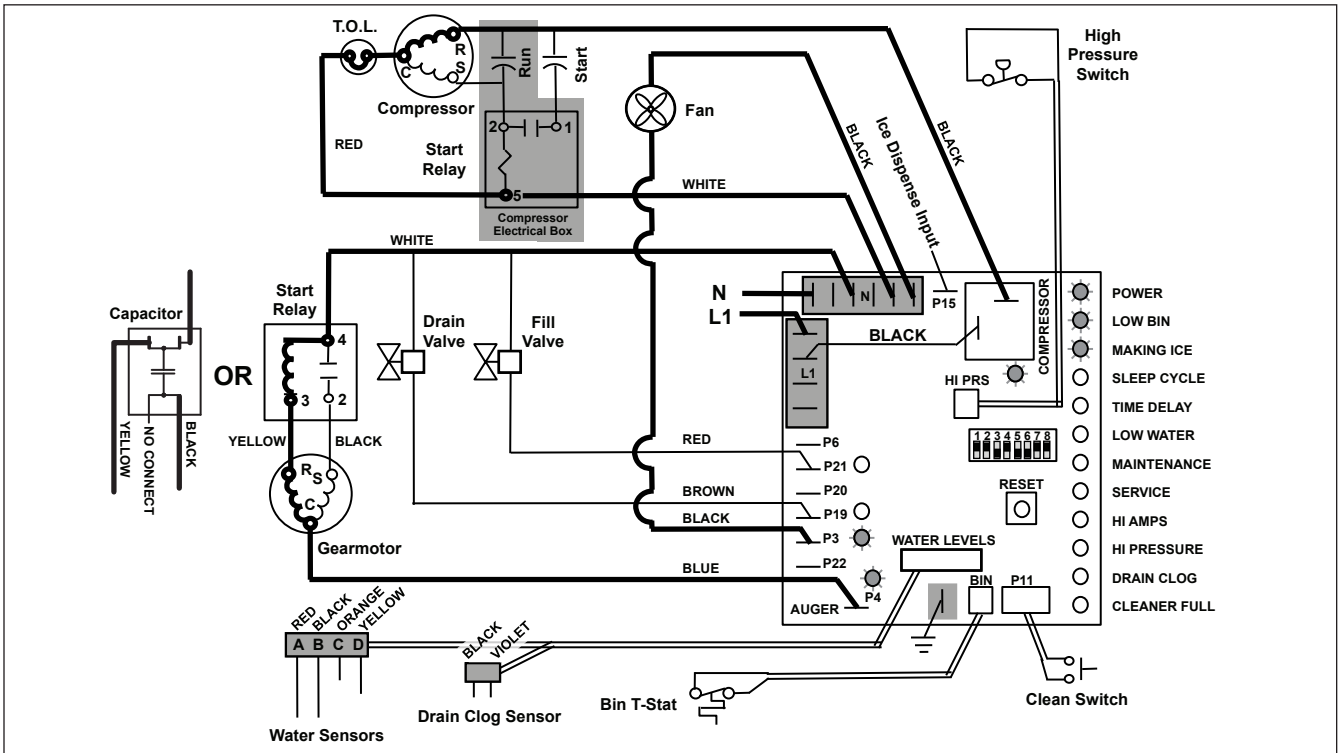 T.O.L.
R
S
C
Compressor
Run
Start
2
1
Start
Relay
5
Compressor
Electrical Box
RED
WHITE
Fan
BLACK
Ice Dispense Input
BLACK
High
Pressure
Switch
WHITE
Capacitor
YELLOW
NO CONNECT
BLACK
OR
Start
Relay
4
3
2
YELLOW
BLACK
R
S
C
Gearmotor
Drain
Valve
Fill
Valve
N
L1
N
P15
L1
BLACK
COMPRESSOR
HI PRS
1 2 3 4 5 6 7 8
RESET
RED
P6
P21
P20
BROWN
P19
BLACK
P3
P22
BLUE
P4
AUGER
WATER LEVELS
BIN
P11
POWER
LOW BIN
MAKING ICE
SLEEP CYCLE
TIME DELAY
LOW WATER
MAINTENANCE
SERVICE
HI AMPS
HI PRESSURE
DRAIN CLOG
CLEANER FULL
RED
BLACK
ORANGE
YELLOW
A B C D
Water Sensors
BLACK
VIOLET
Drain Clog Sensor
Bin T-Stat
Clean Switch